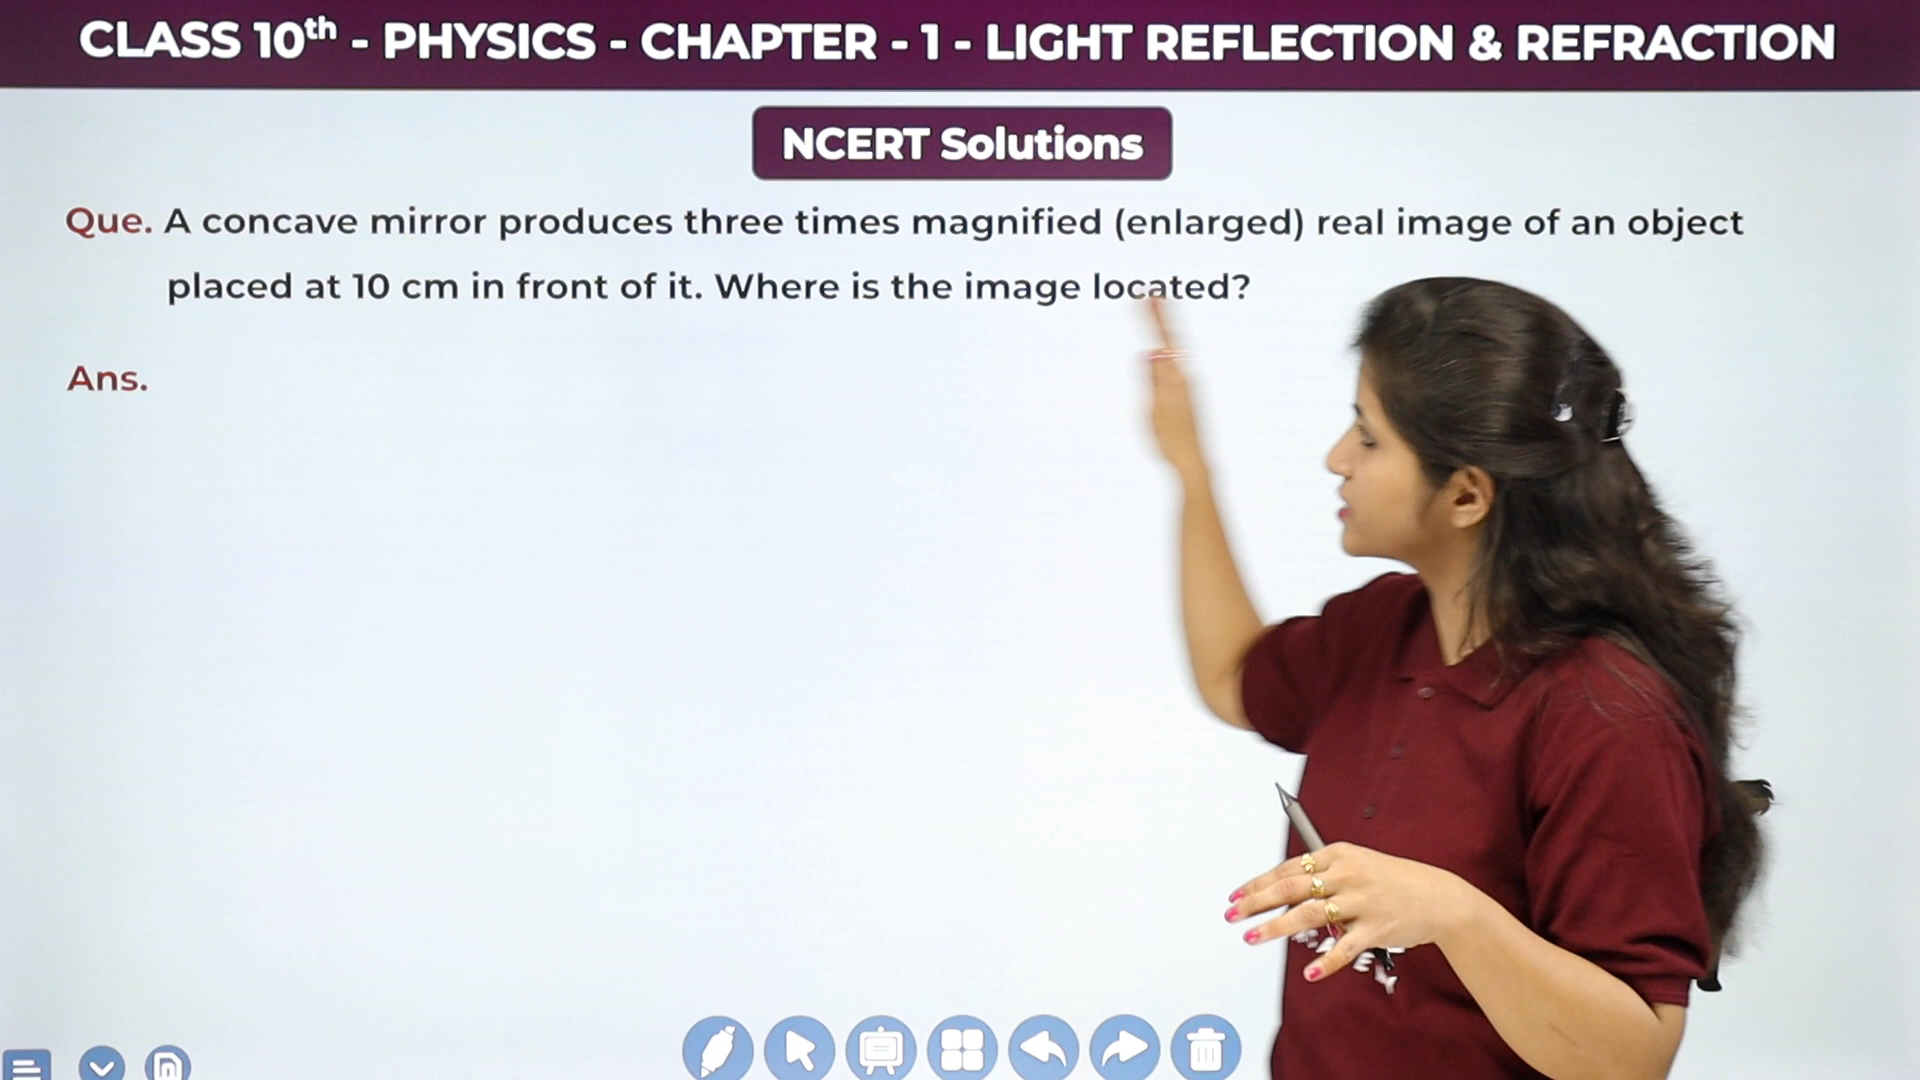 CLASS 10th - PHYSICS - CHAPTER - 1 - LIGHT REFLECTION & REFRACTION
NCERT Solutions
Que. A concave mirror produces three times magnified (enlarged) real image of an object
placed at 10 cm in front of it. Where is the image located?
Ans.